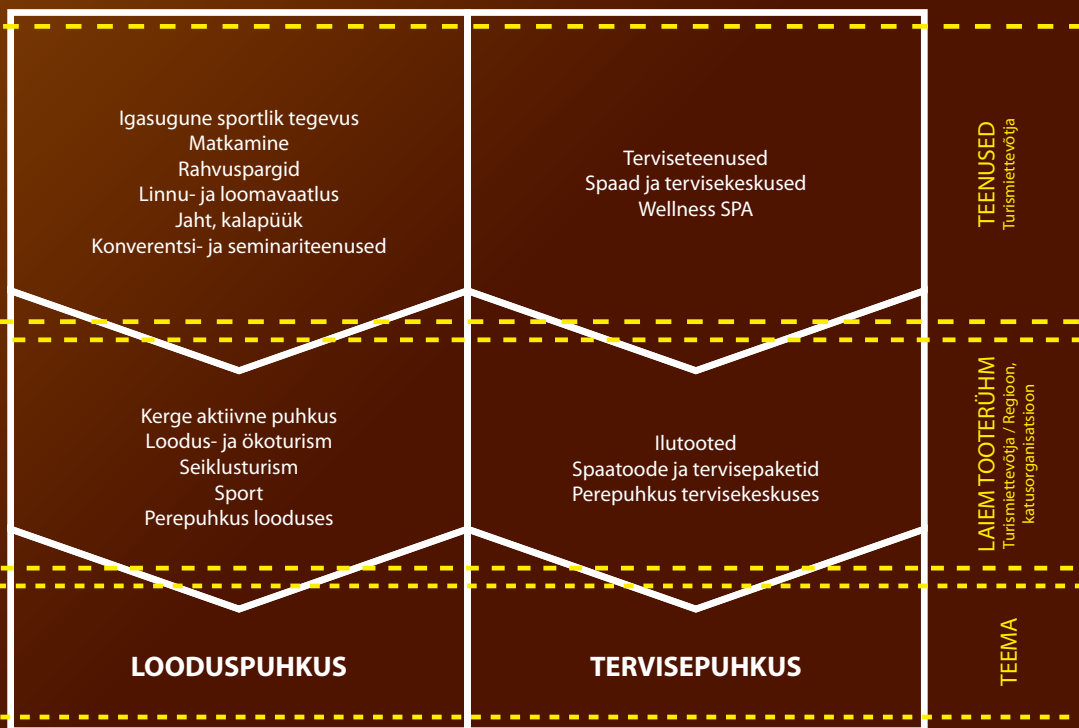 Igasugune sportlik tegevus
Matkamine
Rahvuspargid
Linnu- ja loomavaatlus
Jaht, kalapüük
Konverentsi- ja seminariteenused
Terviseteenused
Spaad ja tervisekeskused
Wellness SPA
TEENUSED
Turismiettevõtja
Kerge aktiivne puhkus
Loodus- ja ökoturism
Seiklusturism
Sport
Perepuhkus looduses
Ilutooted
Spaatoode ja tervisepaketid
Perepuhkus tervisekeskuses
LAIEM TOOTERÜHM
Turismiettevõtja / Regioon,
katusorganisatsioon
LOODUSPUHKUS
TERVISEPUHKUS
TEEMA